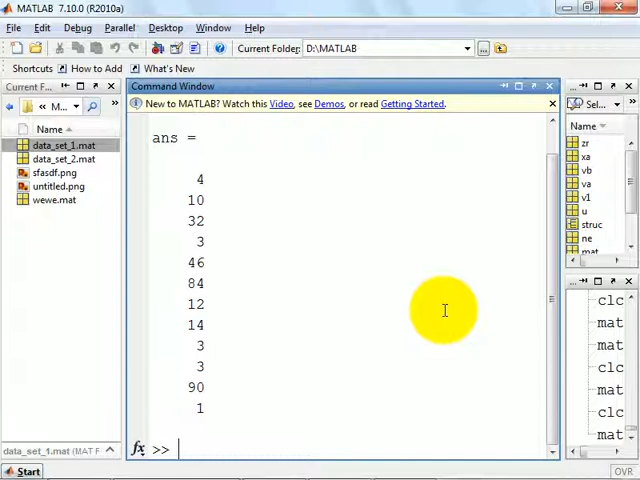 MATLAB 7.10.0 (R2010a)
File Edit Debug Parallel Desktop Window Help
Current Folder: D:\MATLAB
Shortcuts How to Add What's New
Current F... Command Window
New to MATLAB? Watch this Video, see Demos, or read Getting Started.
« M...
Name
data_set_1.mat
data_set_2.mat
sfasdf.png
untitled.png
wewe.mat
ans =
4
10
32
3
46
84
12
14
3
3
90
1
fx >>
Sel...
Name
zr
xa
vb
va
v1
u
struc
ne
mat
clc
mat
mat
clc
mat
clc
mat
data_set_1.mat (MAT F
Start
OVR